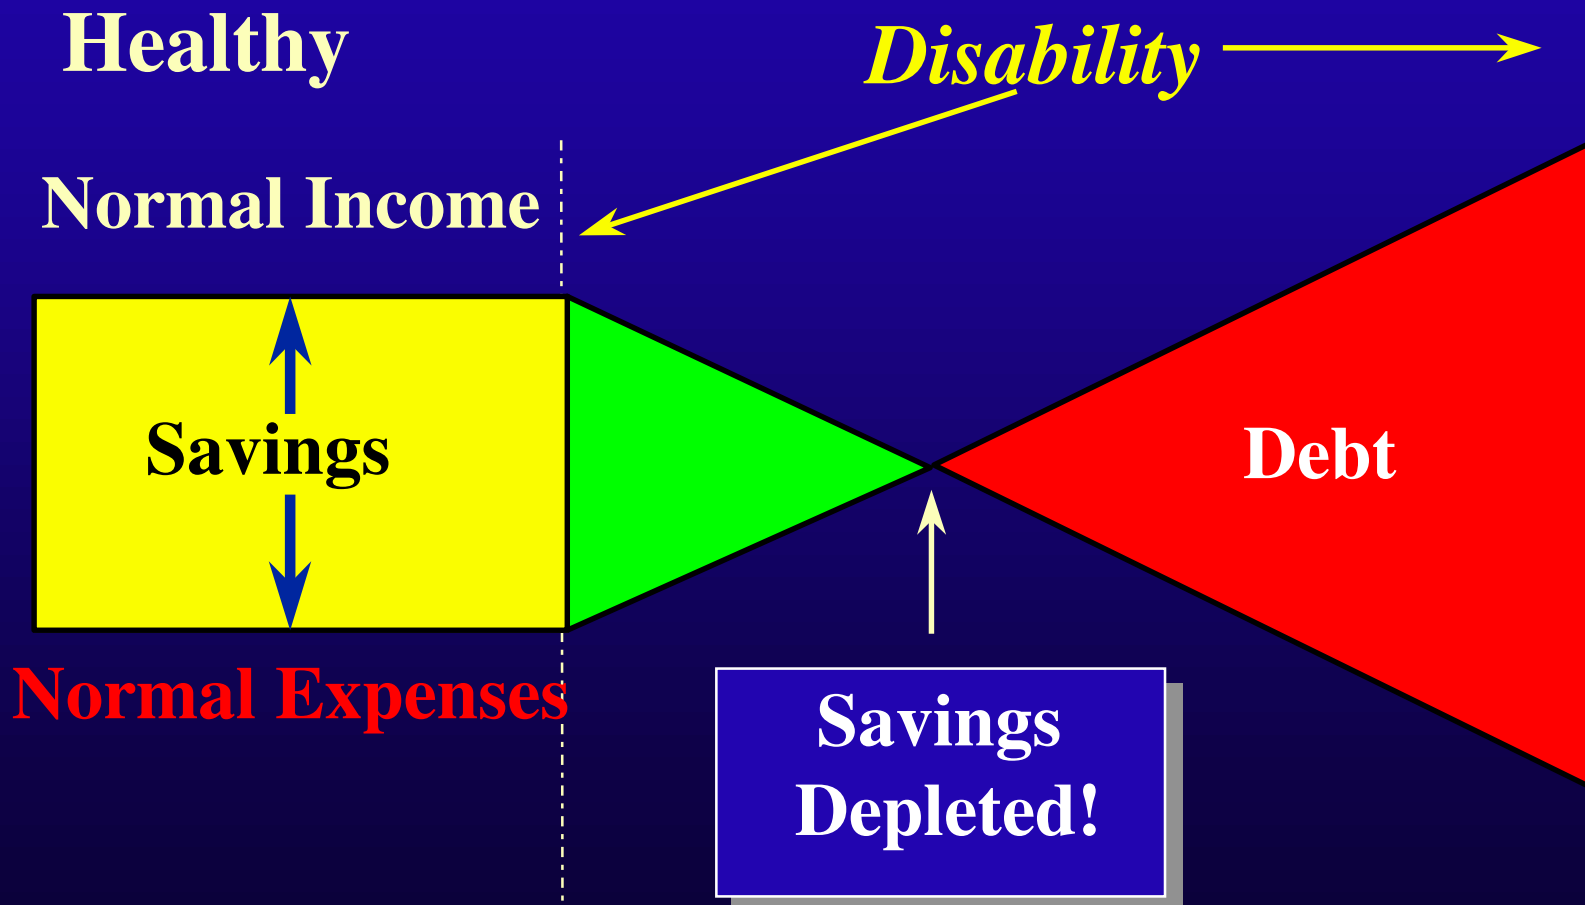 Healthy
Disability
Normal Income
Savings
Debt
Normal Expenses
Savings
Depleted!